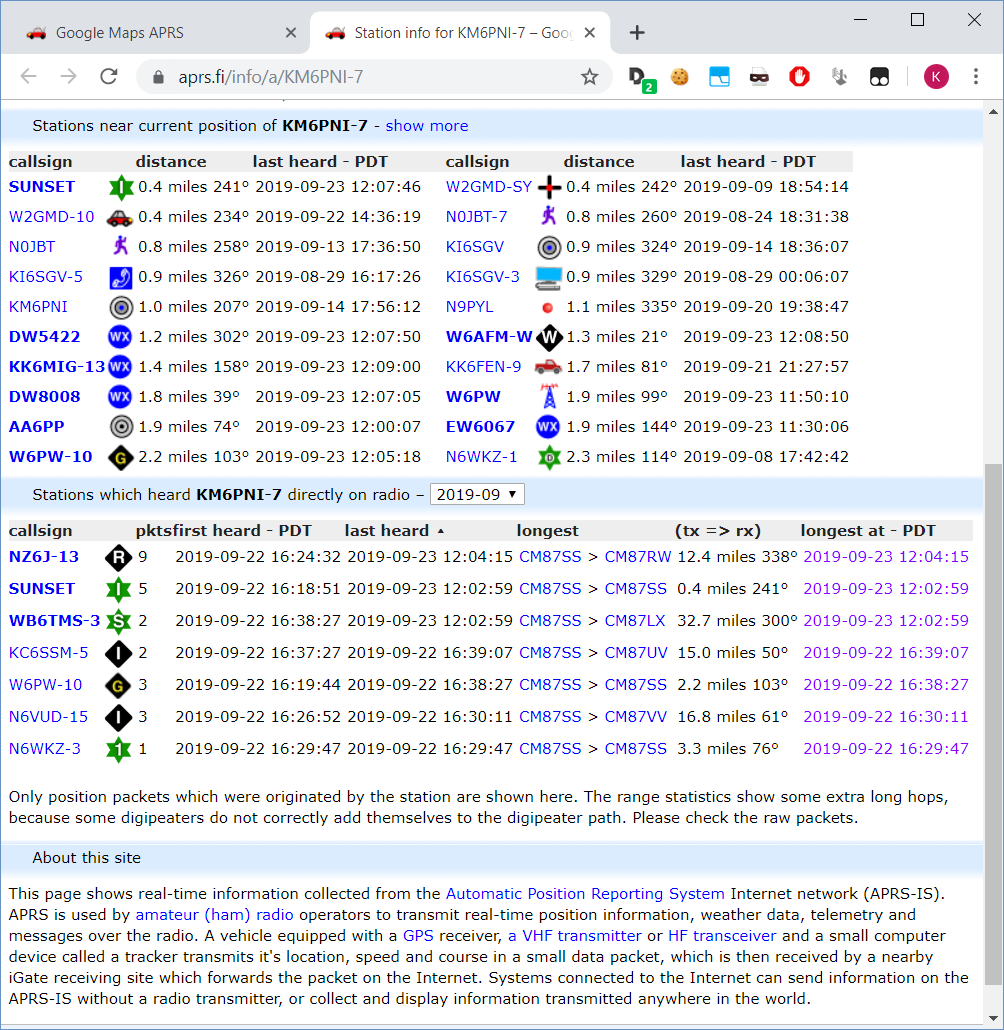 Google Maps APRS
Station info for KM6PNI-7 – Goo
aprs.fi/info/a/KM6PNI-7
2
K
Stations near current position of KM6PNI-7 - show more
callsign distance last heard - PDT callsign distance last heard - PDT
SUNSET I 0.4 miles 241° 2019-09-23 12:07:46 W2GMD-SY 0.4 miles 242° 2019-09-09 18:54:14
W2GMD-10 0.4 miles 234° 2019-09-22 14:36:19 N0JBT-7 0.8 miles 260° 2019-08-24 18:31:38
N0JBT 0.8 miles 258° 2019-09-13 17:36:50 KI6SGV 0.9 miles 324° 2019-09-14 18:36:07
KI6SGV-5 0.9 miles 326° 2019-08-29 16:17:26 KI6SGV-3 0.9 miles 329° 2019-08-29 00:06:07
KM6PNI 1.0 miles 207° 2019-09-14 17:56:12 N9PYL 1.1 miles 335° 2019-09-20 19:38:47
DW5422 WX 1.2 miles 302° 2019-09-23 12:07:50 W6AFM-W W 1.3 miles 21° 2019-09-23 12:08:50
KK6MIG-13 WX 1.4 miles 158° 2019-09-23 12:09:00 KK6FEN-9 1.7 miles 81° 2019-09-21 21:27:57
DW8008 WX 1.8 miles 39° 2019-09-23 12:07:05 W6PW 1.9 miles 99° 2019-09-23 11:50:10
AA6PP 1.9 miles 74° 2019-09-23 12:00:07 EW6067 WX 1.9 miles 144° 2019-09-23 11:30:06
W6PW-10 G 2.2 miles 103° 2019-09-23 12:05:18 N6WKZ-1 D 2.3 miles 114° 2019-09-08 17:42:42
Stations which heard KM6PNI-7 directly on radio – 2019-09
callsign pkts first heard - PDT last heard longest (tx => rx) longest at - PDT
NZ6J-13 R 9 2019-09-22 16:24:32 2019-09-23 12:04:15 CM87SS > CM87RW 12.4 miles 338° 2019-09-23 12:04:15
SUNSET I 5 2019-09-22 16:18:51 2019-09-23 12:02:59 CM87SS > CM87SS 0.4 miles 241° 2019-09-23 12:02:59
WB6TMS-3 S 2 2019-09-22 16:38:27 2019-09-23 12:02:59 CM87SS > CM87LX 32.7 miles 300° 2019-09-23 12:02:59
KC6SSM-5 I 2 2019-09-22 16:37:27 2019-09-22 16:39:07 CM87SS > CM87UV 15.0 miles 50° 2019-09-22 16:39:07
W6PW-10 G 3 2019-09-22 16:19:44 2019-09-22 16:38:27 CM87SS > CM87SS 2.2 miles 103° 2019-09-22 16:38:27
N6VUD-15 I 3 2019-09-22 16:26:52 2019-09-22 16:30:11 CM87SS > CM87VV 16.8 miles 61° 2019-09-22 16:30:11
N6WKZ-3 1 1 2019-09-22 16:29:47 2019-09-22 16:29:47 CM87SS > CM87SS 3.3 miles 76° 2019-09-22 16:29:47
Only position packets which were originated by the station are shown here. The range statistics show some extra long hops,
because some digipeaters do not correctly add themselves to the digipeater path. Please check the raw packets.
About this site
This page shows real-time information collected from the Automatic Position Reporting System Internet network (APRS-IS).
APRS is used by amateur (ham) radio operators to transmit real-time position information, weather data, telemetry and
messages over the radio. A vehicle equipped with a GPS receiver, a VHF transmitter or HF transceiver and a small computer
device called a tracker transmits it's location, speed and course in a small data packet, which is then received by a nearby
iGate receiving site which forwards the packet on the Internet. Systems connected to the Internet can send information on the
APRS-IS without a radio transmitter, or collect and display information transmitted anywhere in the world.